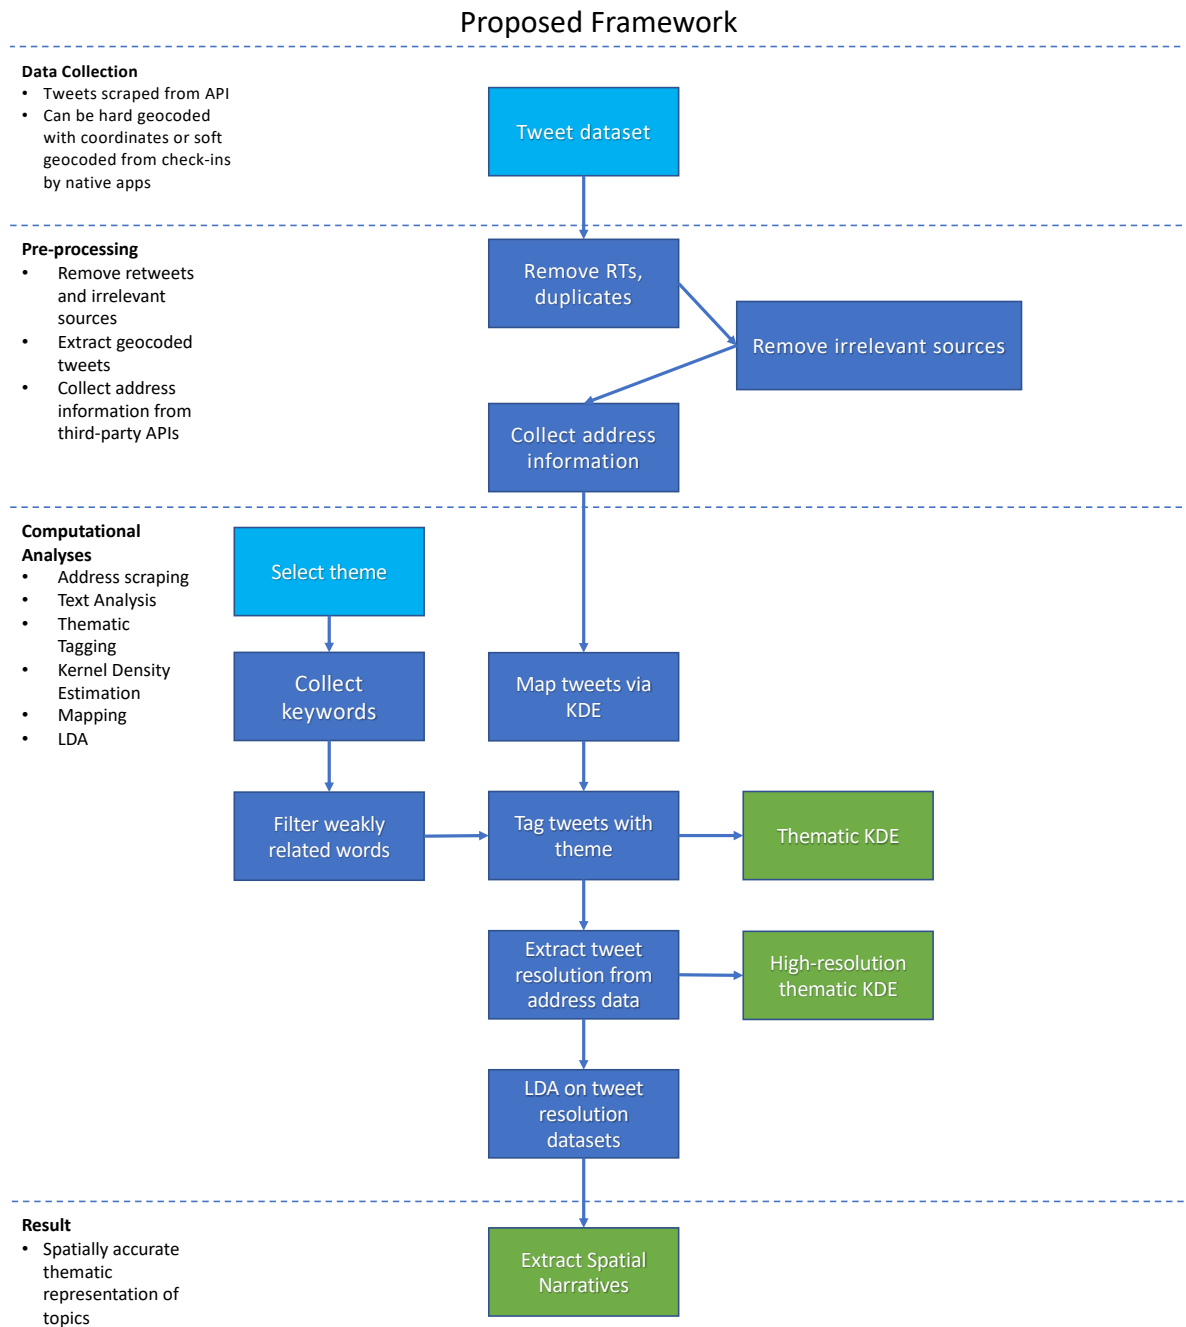 Proposed Framework
Data Collection
• Tweets scraped from API
• Can be hard geocoded
with coordinates or soft
geocoded from check-ins
by native apps
Tweet dataset
Pre-processing
• Remove retweets
and irrelevant
sources
• Extract geocoded
tweets
• Collect address
information from
third-party APIs
Remove RTs,
duplicates
Remove irrelevant sources
Collect address
information
Computational
Analyses
• Address scraping
• Text Analysis
• Thematic
Tagging
• Kernel Density
Estimation
• Mapping
• LDA
Select theme
Collect
keywords
Map tweets via
KDE
Filter weakly
related words
Tag tweets with
theme
Thematic KDE
Extract tweet
resolution from
address data
High-resolution
thematic KDE
LDA on tweet
resolution
datasets
Result
• Spatially accurate
thematic
representation of
topics
Extract Spatial
Narratives